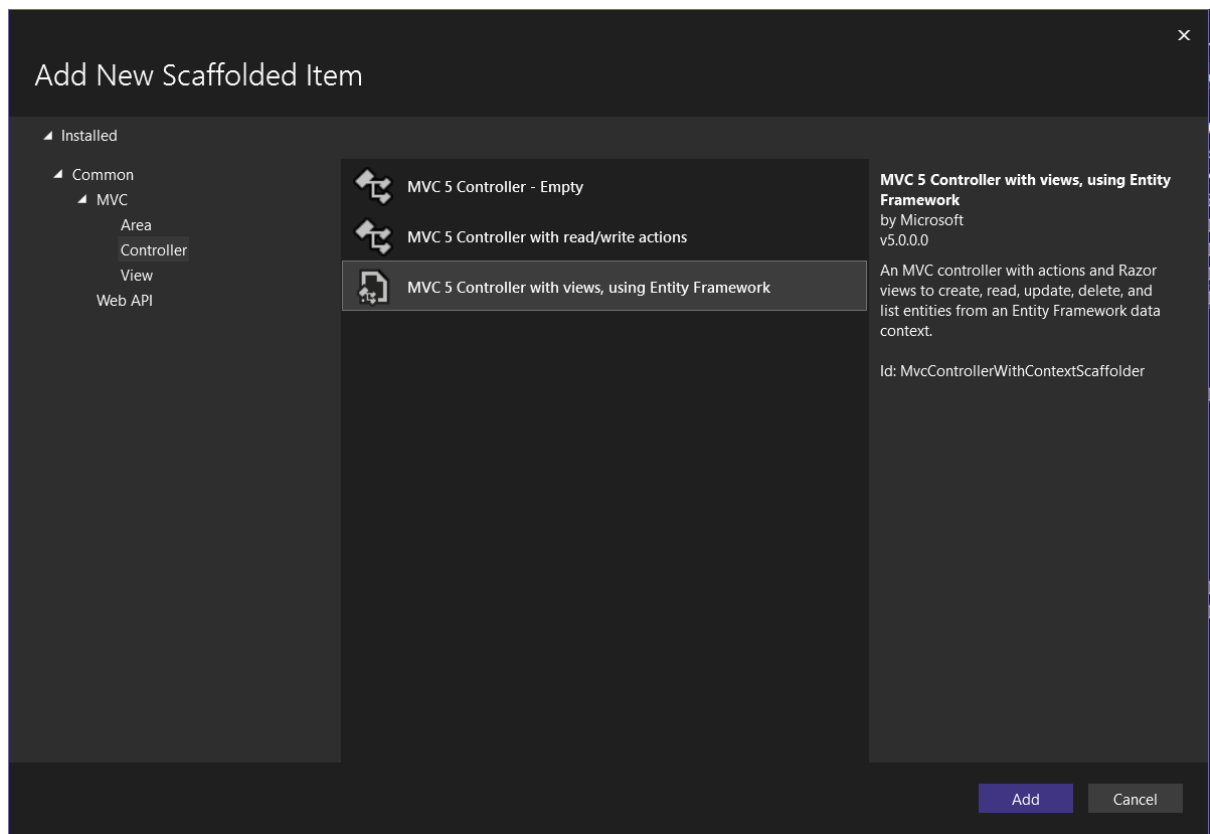 Add New Scaffolded Item
Installed
Common
MVC
Area
Controller
View
Web API
MVC 5 Controller - Empty
MVC 5 Controller with read/write actions
MVC 5 Controller with views, using Entity Framework
MVC 5 Controller with views, using Entity
Framework
by Microsoft
v5.0.0.0
An MVC controller with actions and Razor
views to create, read, update, delete, and
list entities from an Entity Framework data
context.
Id: MvcControllerWithContextScaffolder
Add
Cancel